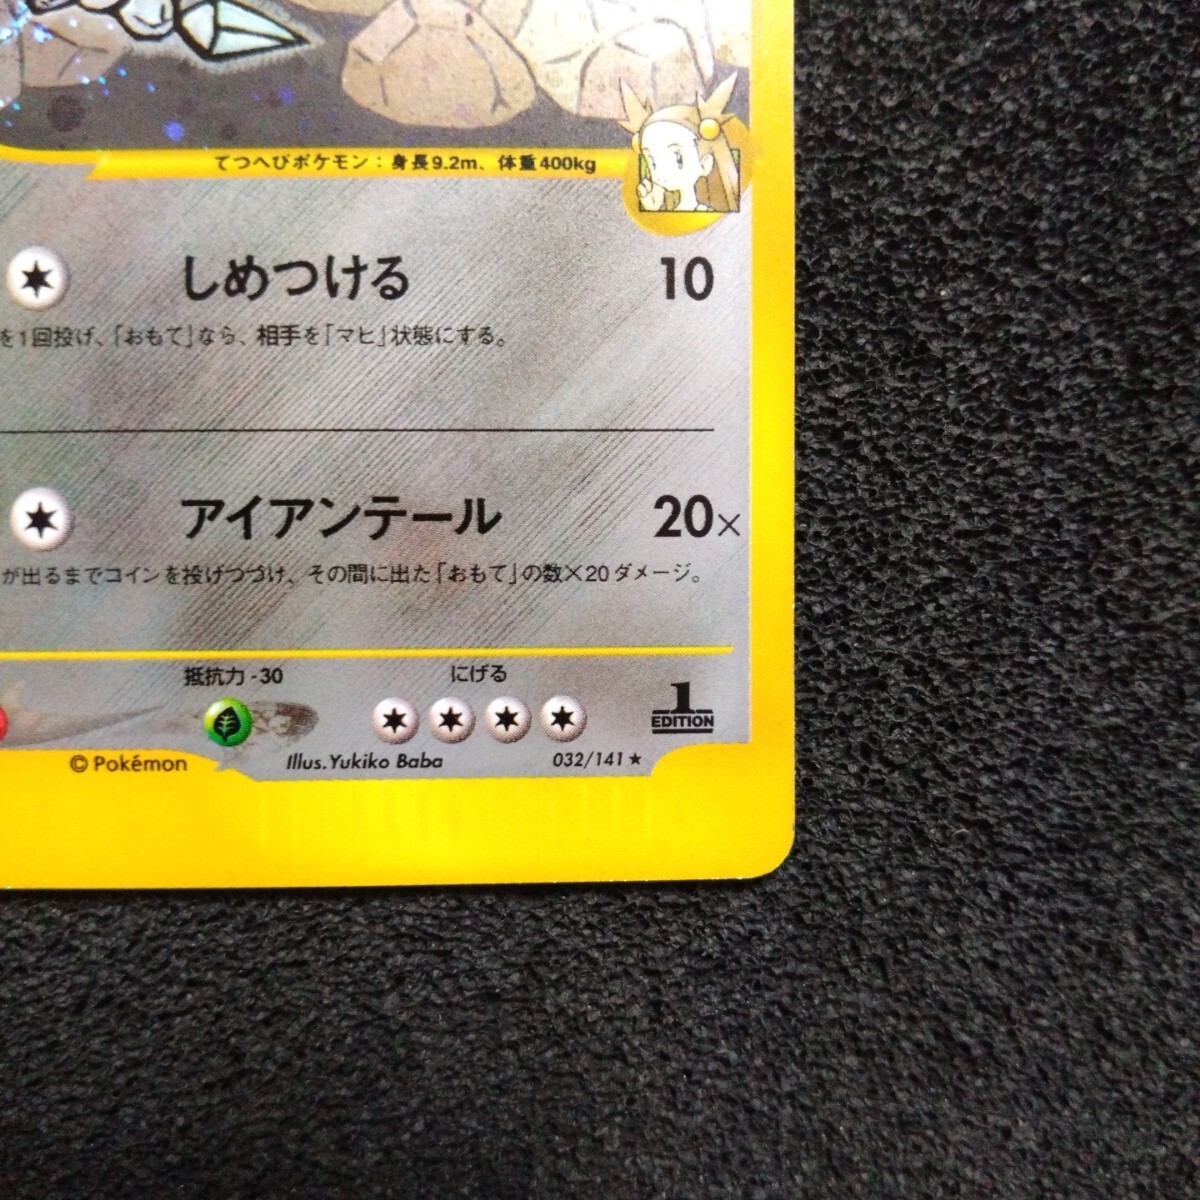 てつへびポケモン：身長9.2m、体重400kg
しめつける 10
を1回投げ、「おもて」なら、相手を「マヒ」状態にする。
アイアンテール 20×
が出るまでコインを投げつづけ、その間に出た「おもて」の数×20ダメージ。
抵抗力 -30 にげる
1 EDITION
© Pokémon Illus. Yukiko Baba 032/141 ★